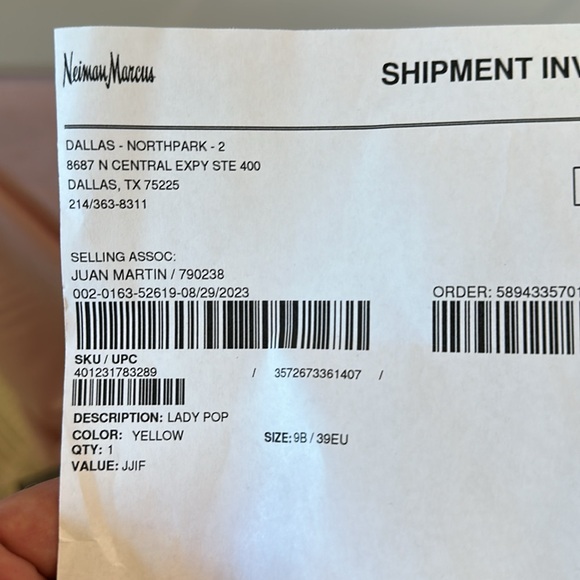 Neiman Marcus
SHIPMENT INV
DALLAS - NORTHPARK - 2
8687 N CENTRAL EXPY STE 400
DALLAS, TX 75225
214/363-8311
SELLING ASSOC:
JUAN MARTIN / 790238
002-0163-52619-08/29/2023
ORDER: 5894335701
SKU / UPC
401231783289 / 3572673361407 /
DESCRIPTION: LADY POP
COLOR: YELLOW SIZE: 9B / 39EU
QTY: 1
VALUE: JJIF